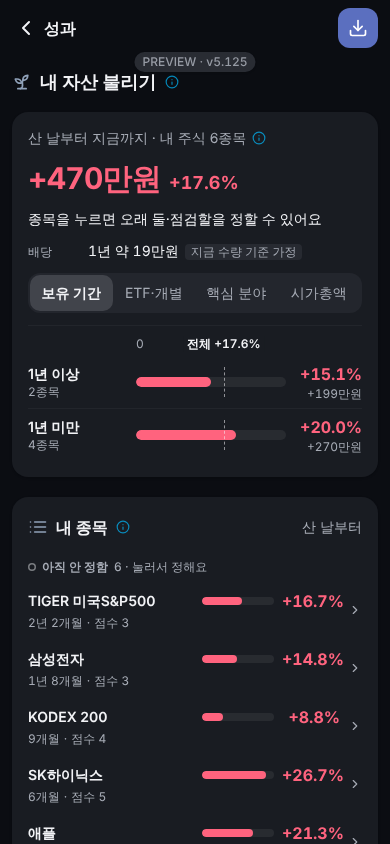 성과
PREVIEW · v5.125
내 자산 불리기
산 날부터 지금까지 · 내 주식 6종목
+470만원 +17.6%
종목을 누르면 오래 둘·점검할을 정할 수 있어요
배당 1년 약 19만원 지금 수량 기준 가정
보유 기간 ETF·개별 핵심 분야 시가총액
0 전체 +17.6%
1년 이상 +15.1%
2종목 +199만원
1년 미만 +20.0%
4종목 +270만원
내 종목 산 날부터
아직 안 정함 6 · 눌러서 정해요
TIGER 미국S&P500 +16.7%
2년 2개월 · 점수 3
삼성전자 +14.8%
1년 8개월 · 점수 3
KODEX 200 +8.8%
9개월 · 점수 4
SK하이닉스 +26.7%
6개월 · 점수 5
애플 +21.3%